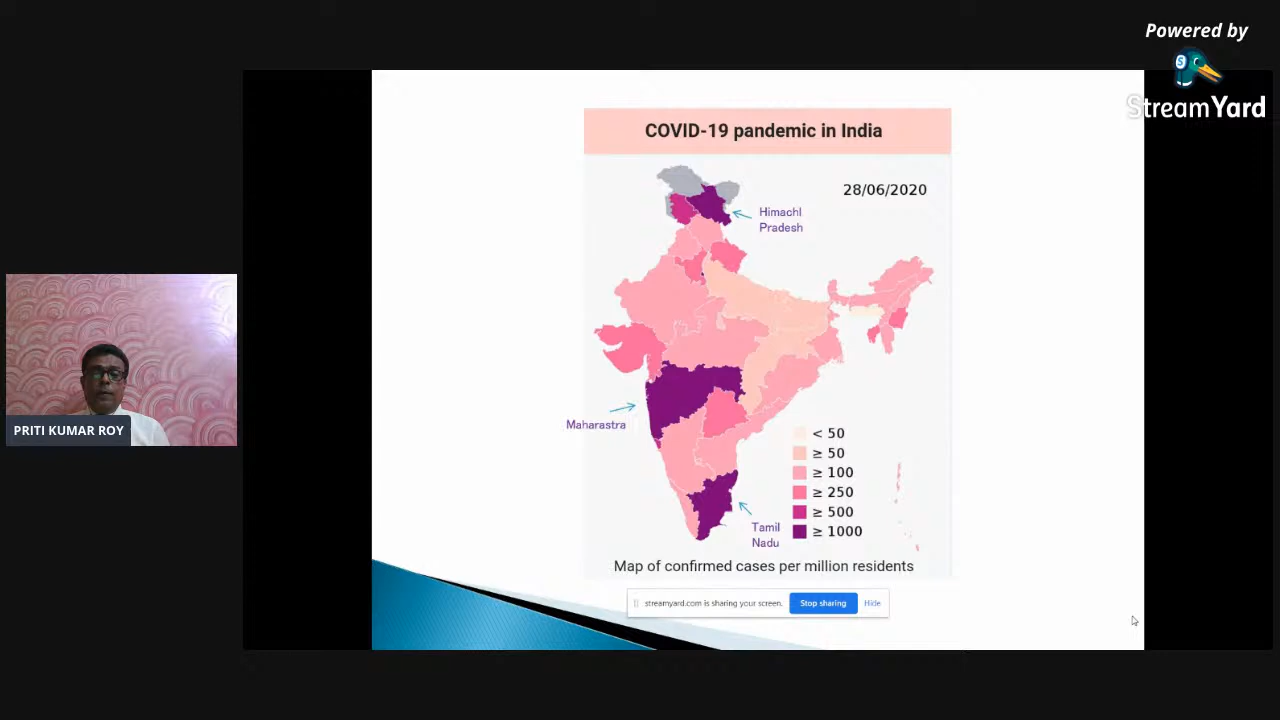 Powered by
StreamYard
COVID-19 pandemic in India
28/06/2020
Himachl
Pradesh
Maharastra
< 50
≥ 50
≥ 100
≥ 250
≥ 500
≥ 1000
Tamil
Nadu
Map of confirmed cases per million residents
streamyard.com is sharing your screen.
Stop sharing
Hide
PRITI KUMAR ROY